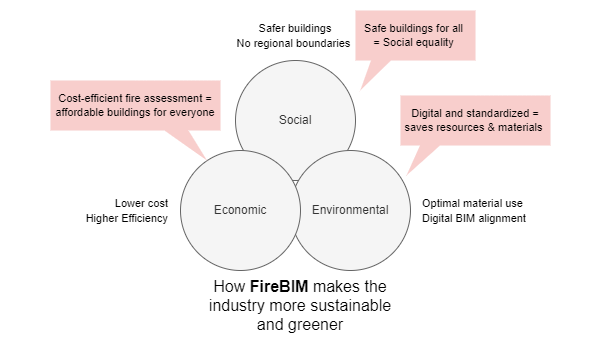 Safer buildings
No regional boundaries
Safe buildings for all
= Social equality
Cost-efficient fire assessment =
affordable buildings for everyone
Social
Digital and standardized =
saves resources & materials
Lower cost
Higher Efficiency
Economic
Environmental
Optimal material use
Digital BIM alignment
How FireBIM makes the
industry more sustainable
and greener